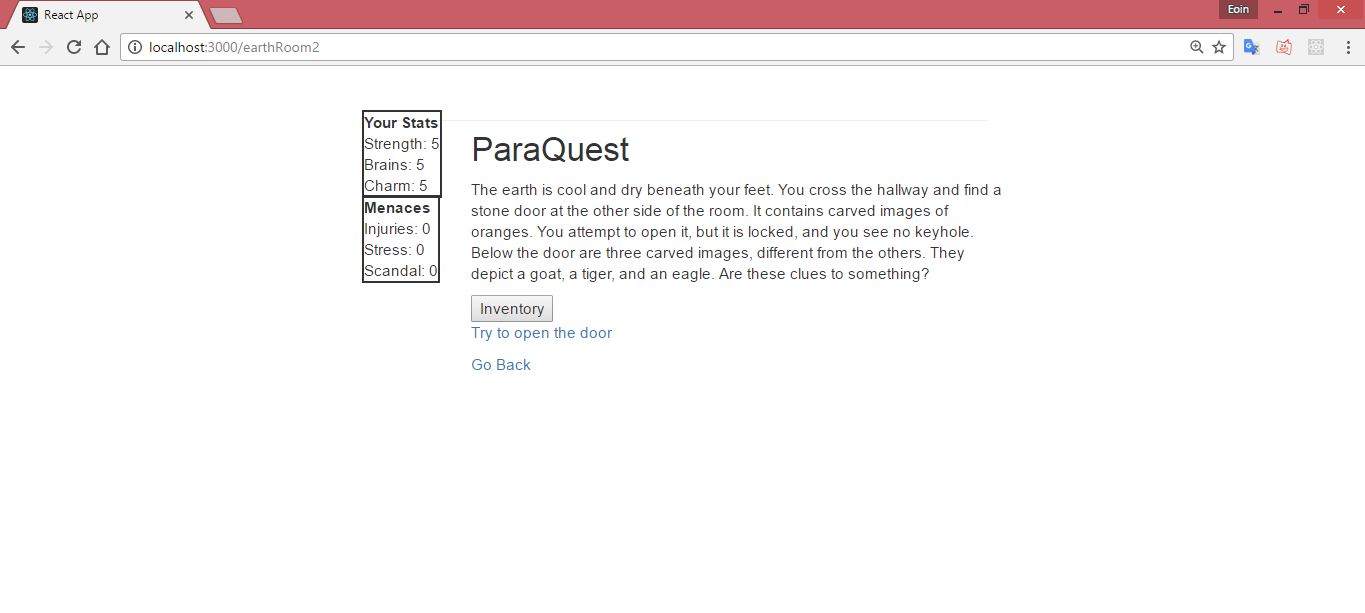 React App
Eoin
localhost:3000/earthRoom2
Your Stats
Strength: 5
Brains: 5
Charm: 5
Menaces
Injuries: 0
Stress: 0
Scandal: 0
ParaQuest
The earth is cool and dry beneath your feet. You cross the hallway and find a
stone door at the other side of the room. It contains carved images of
oranges. You attempt to open it, but it is locked, and you see no keyhole.
Below the door are three carved images, different from the others. They
depict a goat, a tiger, and an eagle. Are these clues to something?
Inventory
Try to open the door
Go Back